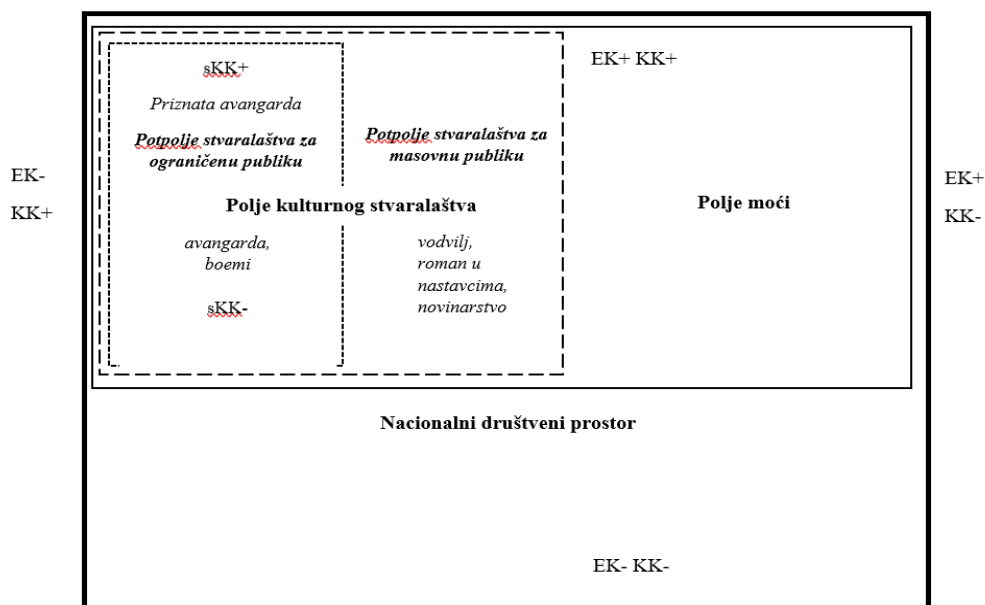 EK+ KK+
sKK+
Priznata avangarda
Potpolje stvaralaštva za
ograničenu publiku
Potpolje stvaralaštva za
masovnu publiku
EK-
KK+
EK+
KK-
Polje kulturnog stvaralaštva
Polje moći
avangarda,
boemi
vodvilj,
roman u
nastavcima,
novinarstvo
sKK-
Nacionalni društveni prostor
EK- KK-